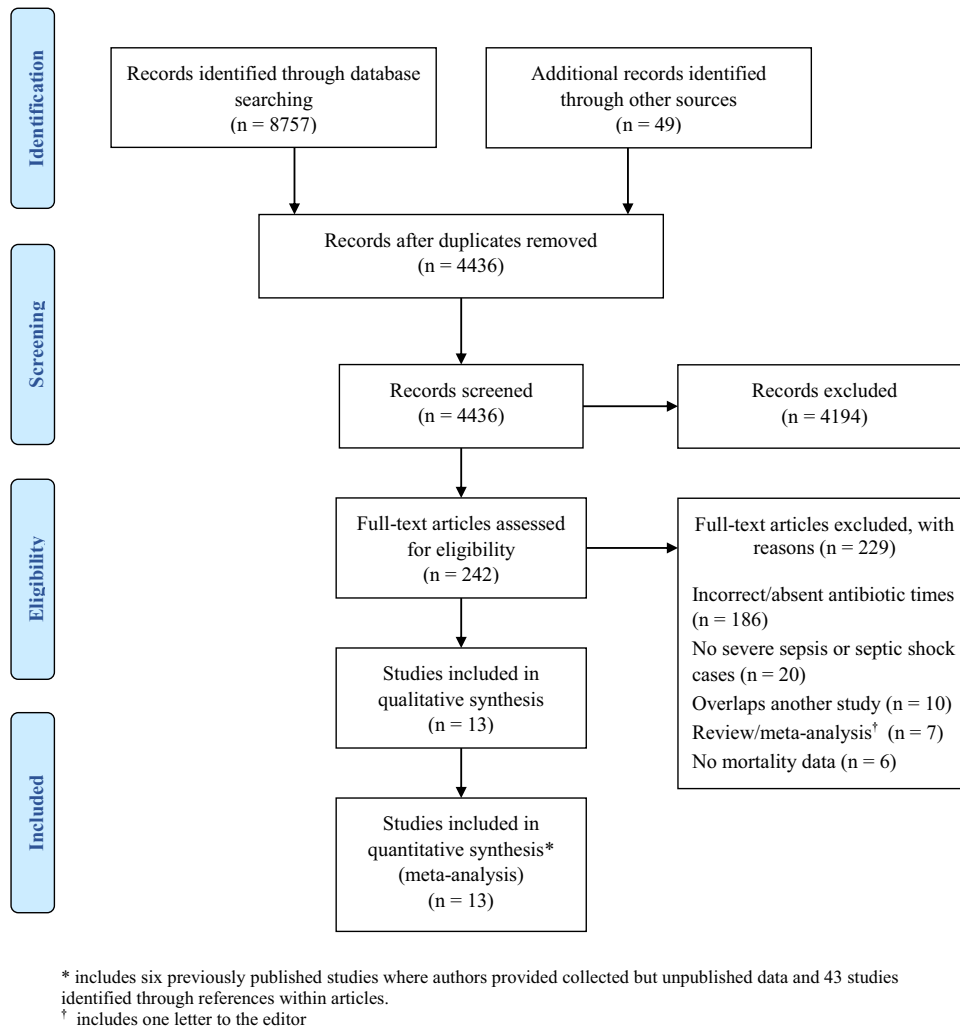 Identification
Records identified through database
searching
(n = 8757)
Additional records identified
through other sources
(n = 49)
Records after duplicates removed
(n = 4436)
Screening
Records screened
(n = 4436)
Records excluded
(n = 4194)
Eligibility
Full-text articles assessed
for eligibility
(n = 242)
Full-text articles excluded, with
reasons (n = 229)
Incorrect/absent antibiotic times
(n = 186)
No severe sepsis or septic shock
cases (n = 20)
Overlaps another study (n = 10)
Review/meta-analysis† (n = 7)
No mortality data (n = 6)
Studies included in
qualitative synthesis
(n = 13)
Included
Studies included in
quantitative synthesis*
(meta-analysis)
(n = 13)
* includes six previously published studies where authors provided collected but unpublished data and 43 studies
identified through references within articles.
† includes one letter to the editor